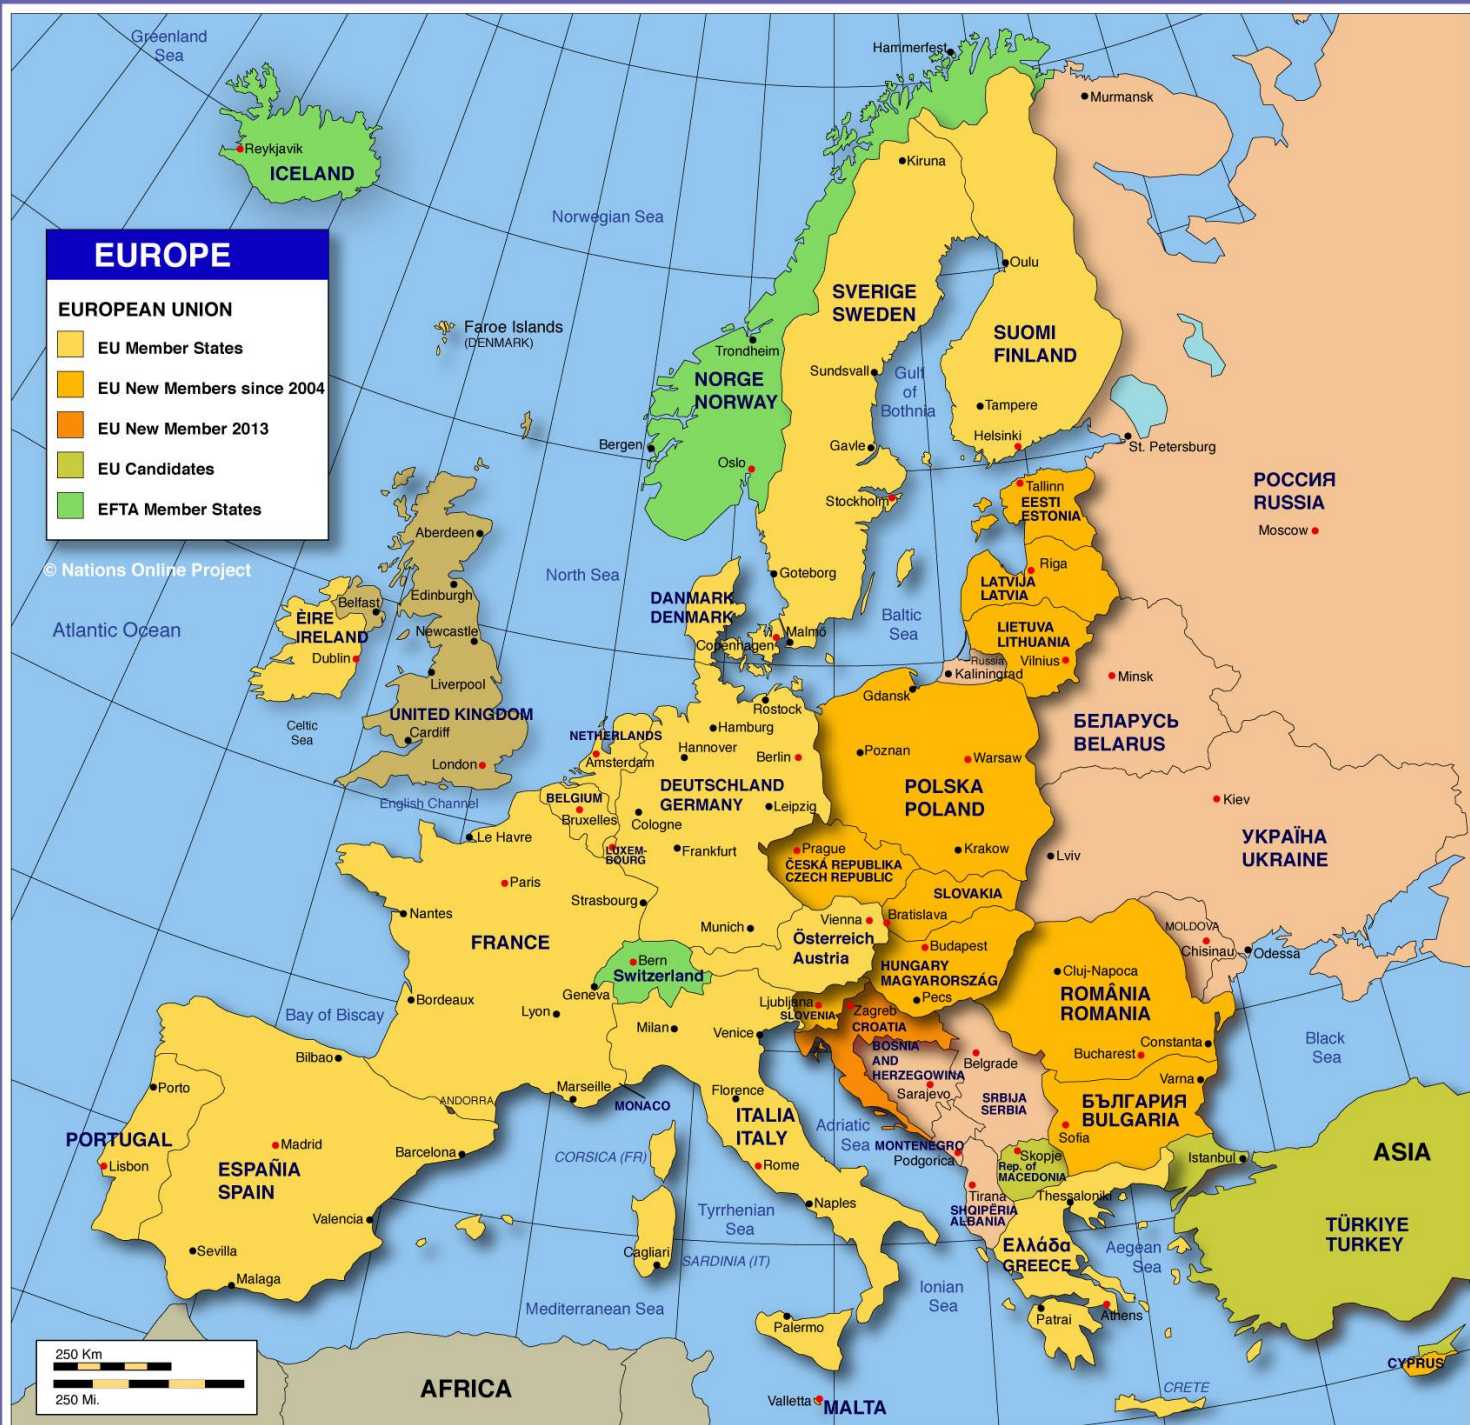 Greenland
Sea
Hammerfest
Murmansk
Reykjavik
ICELAND
Kiruna
Norwegian Sea
EUROPE
EUROPEAN UNION
EU Member States
EU New Members since 2004
EU New Member 2013
EU Candidates
EFTA Member States
© Nations Online Project
Oulu
SVERIGE
SWEDEN
SUOMI
FINLAND
Faroe Islands
(DENMARK)
Trondheim
NORGE
NORWAY
Sundsvall
Gulf
of
Bothnia
Tampere
Bergen
Gavle
Helsinki
St. Petersburg
Oslo
Stockholm
Tallinn
EESTI
ESTONIA
РОССИЯ
RUSSIA
Moscow
Aberdeen
North Sea
Goteborg
Riga
LATVIJA
LATVIA
Edinburgh
Belfast
DANMARK
DENMARK
Baltic
Sea
ÈIRE
IRELAND
Newcastle
Malmö
Copenhagen
LIETUVA
LITHUANIA
Atlantic Ocean
Dublin
Russia
Vilnius
Kaliningrad
Minsk
Liverpool
Gdansk
Celtic
Sea
UNITED KINGDOM
Cardiff
Rostock
Hamburg
БЕЛАРУСЬ
BELARUS
NETHERLANDS
Hannover
Amsterdam
Berlin
Poznan
Warsaw
London
DEUTSCHLAND
GERMANY
POLSKA
POLAND
English Channel
BELGIUM
Bruxelles
Leipzig
Cologne
Kiev
УКРАЇНА
UKRAINE
Le Havre
LUXEM-
BOURG
Frankfurt
Prague
Krakow
Lviv
ČESKÁ REPUBLIKA
CZECH REPUBLIC
Paris
SLOVAKIA
Strasbourg
Nantes
Munich
Vienna
Bratislava
MOLDOVA
FRANCE
Österreich
Austria
Budapest
Chisinau
Odessa
Bern
Switzerland
HUNGARY
MAGYARORSZÁG
Cluj-Napoca
Geneva
Pecs
ROMÂNIA
ROMANIA
Bordeaux
Lyon
Bay of Biscay
Ljubljana
SLOVENIA
Zagreb
CROATIA
Milan
Venice
Constanta
Black
Sea
Bilbao
BOSNIA
AND
HERZEGOVINA
Belgrade
Bucharest
Porto
Marseille
Florence
Sarajevo
Varna
ANDORRA
MONACO
SRBIJA
SERBIA
БЪЛГАРИЯ
BULGARIA
ITALIA
ITALY
Adriatic
Sea
PORTUGAL
Madrid
Barcelona
Sofia
MONTENEGRO
Podgorica
Skopje
Rep. of
MACEDONIA
Istanbul
ASIA
Lisbon
CORSICA (FR)
Rome
ESPAÑIA
SPAIN
Tirana
Thessaloniki
Naples
SHQIPËRIA
ALBANIA
Valencia
Tyrrhenian
Sea
TÜRKIYE
TURKEY
Sevilla
Cagliari
SARDINIA (IT)
Ελλάδα
GREECE
Aegean
Sea
Malaga
Ionian
Sea
Mediterranean Sea
Palermo
Patrai
Athens
250 Km
250 Mi.
AFRICA
CYPRUS
CRETE
Valletta
MALTA